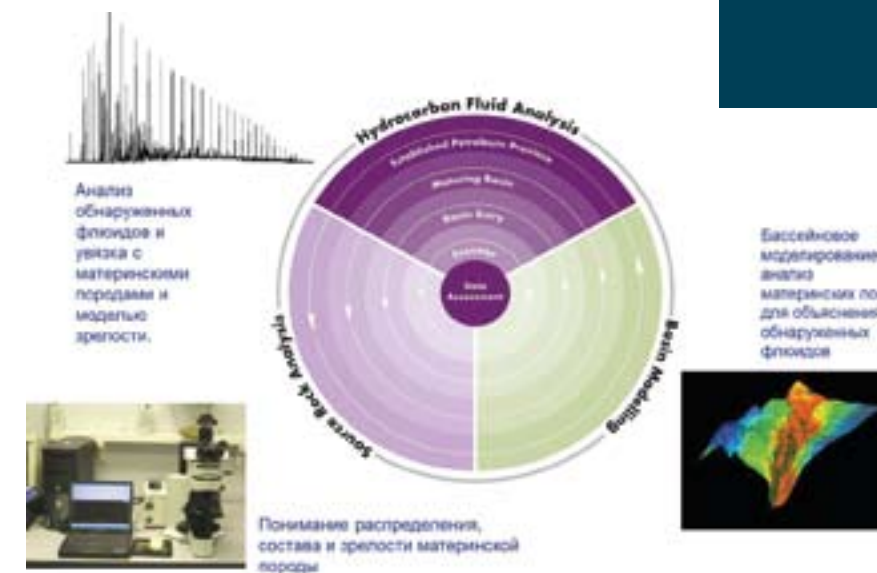 Hydrocarbon Fluid Analysis
Established Petroleum Province
Maturing Basin
Basin Entry
Data
Assessment
Source Rock Analysis
Basin Modelling
Анализ
обнаруженных
флюидов и
увязка с
материнскими
породами и
моделью
зрелости.
Бассейновое
моделирование
анализ
материнских по
для объяснения
обнаруженных
флюидов
Понимание распределения,
состава и зрелости материнской
породы